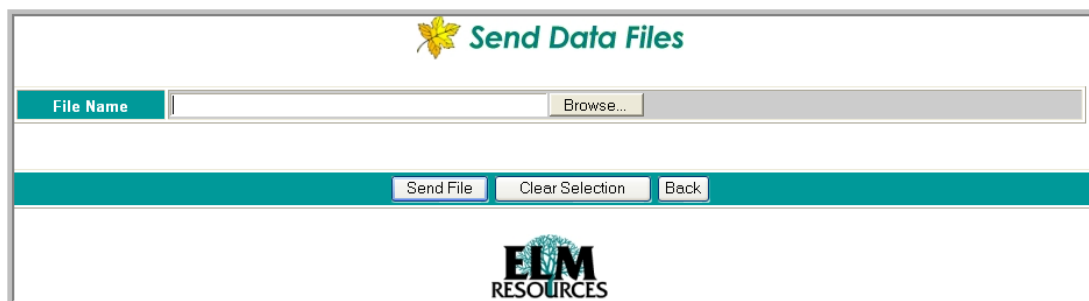 Send Data Files
File Name Browse...
Send File Clear Selection Back
ELM
RESOURCES